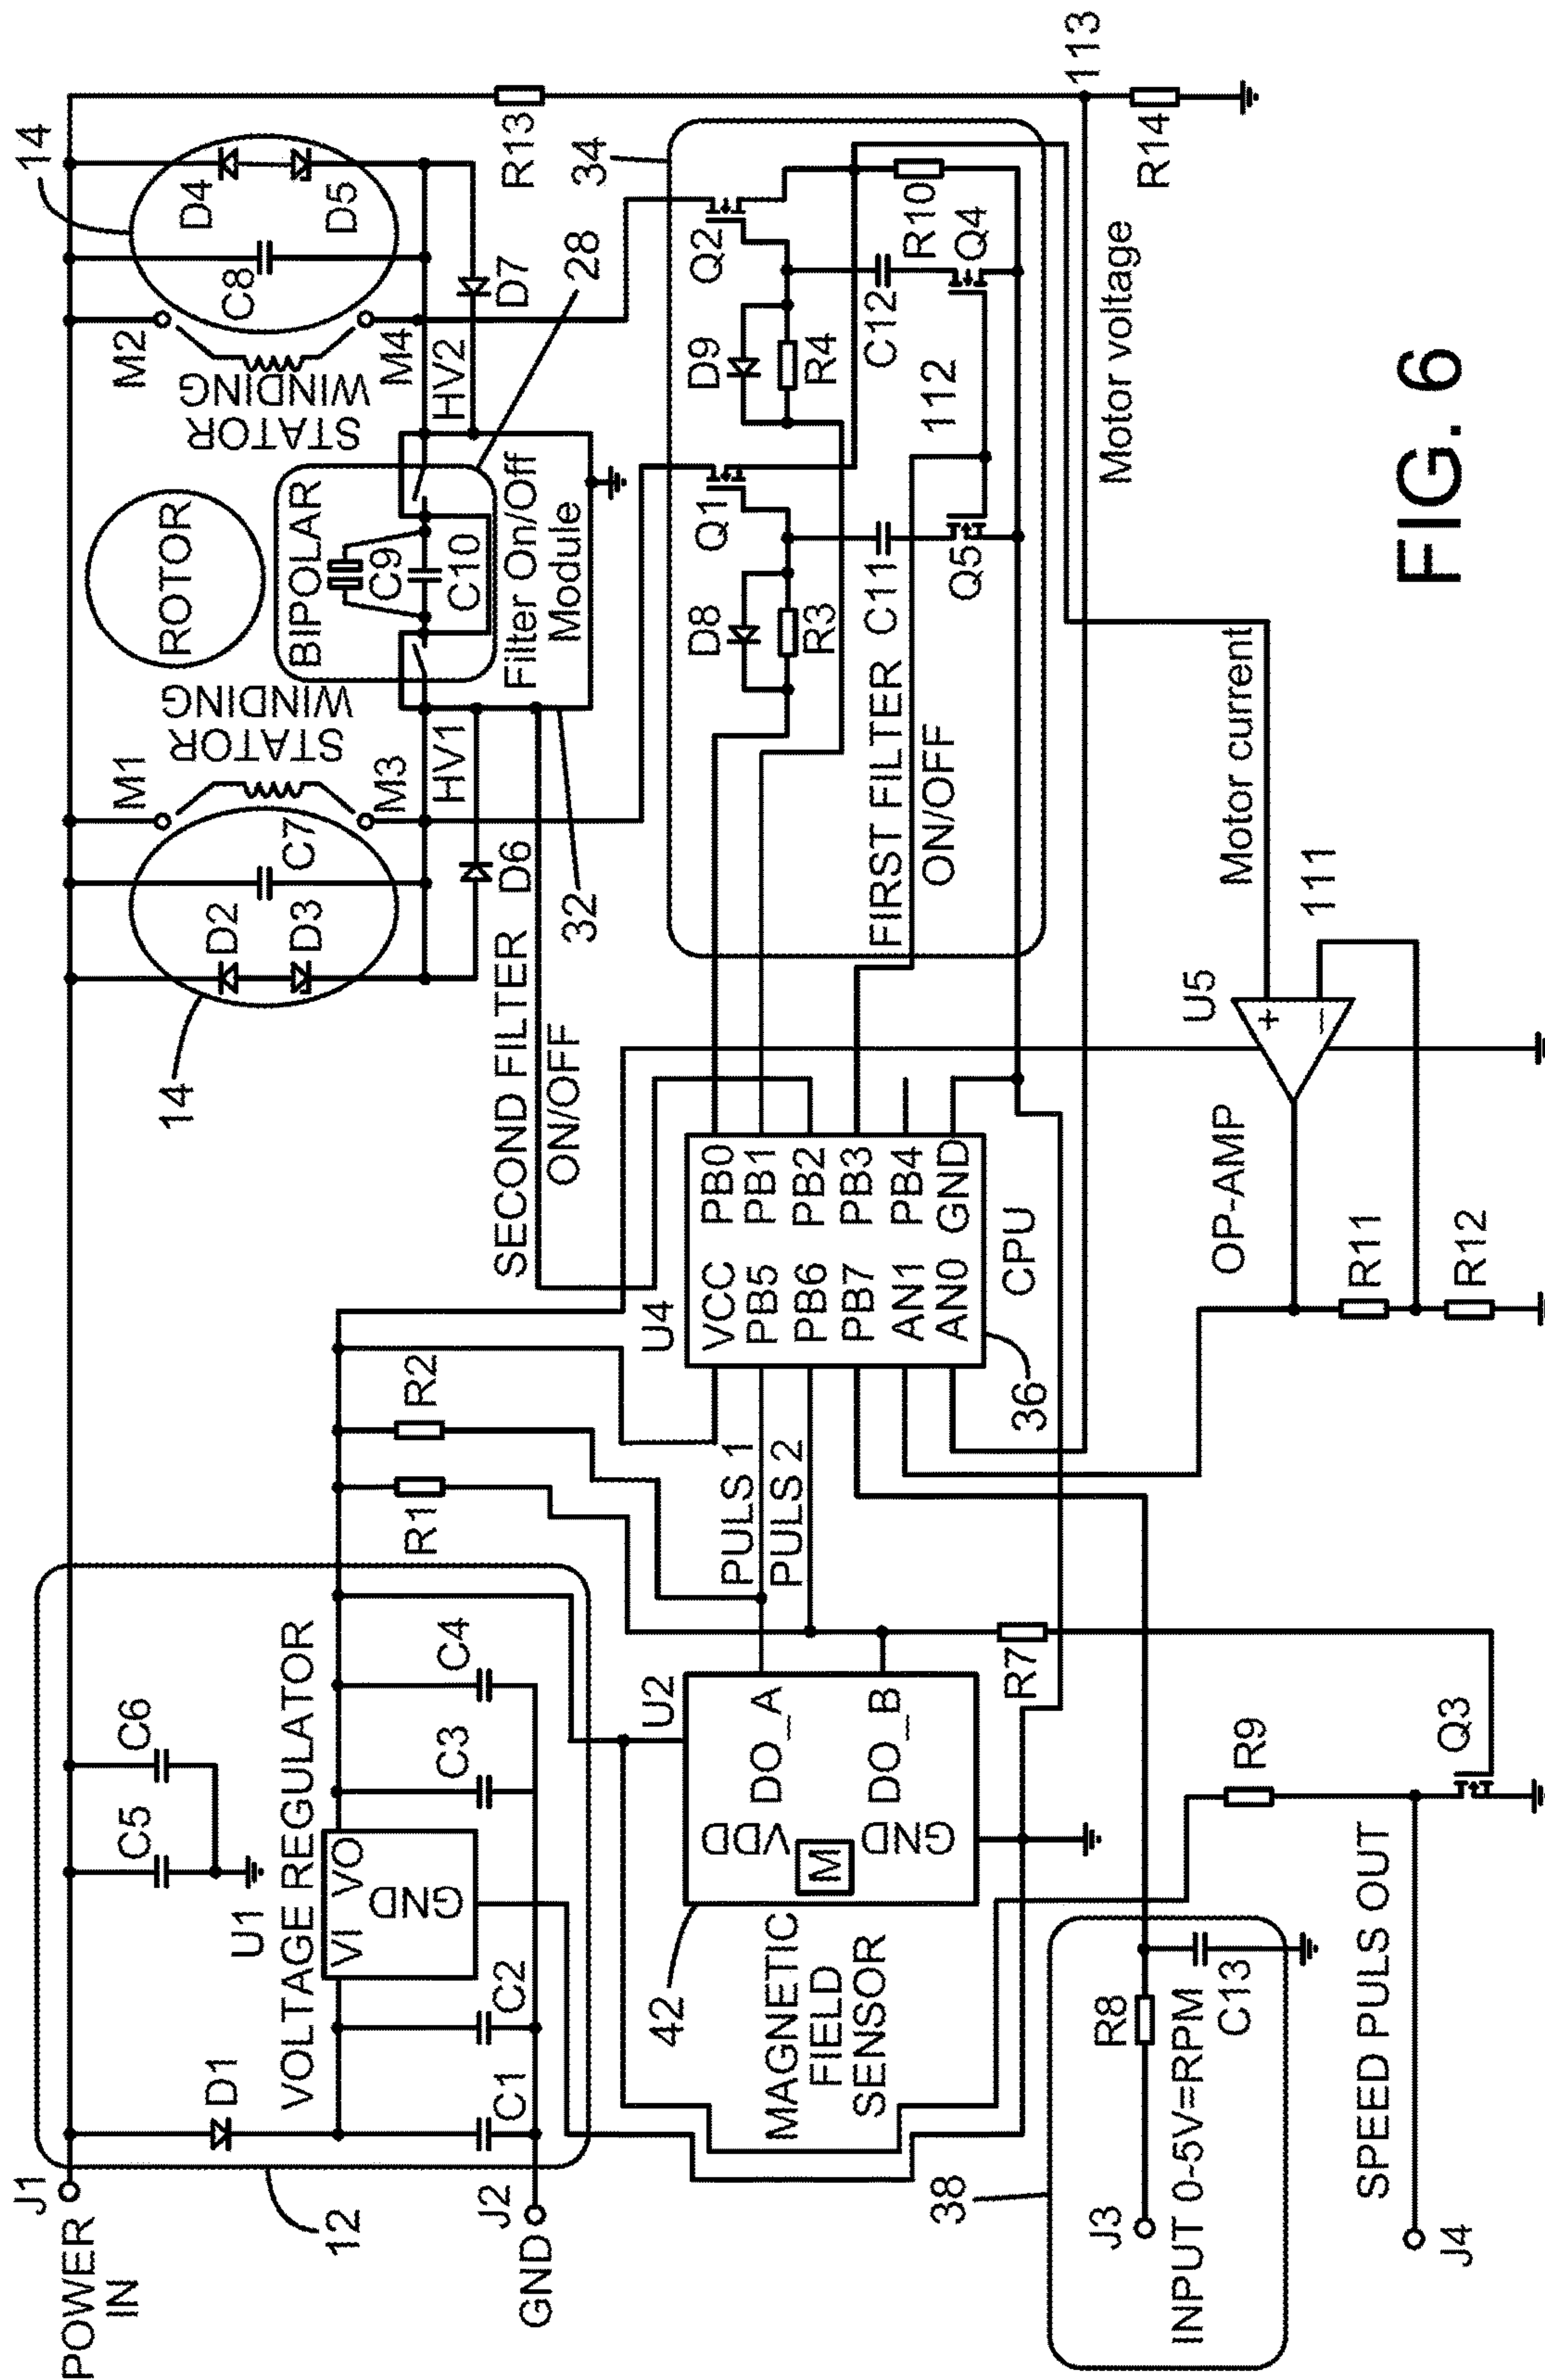 J1
POWER
IN
D1
12
J2
GND
C1
C2
U1
VOLTAGE REGULATOR
VI
VO
GND
C5
C6
C3
C4
R1
R2
14
D2
D3
C7
M1
M3
STATOR
WINDING
ROTOR
HV1
D6
SECOND FILTER
ON/OFF
32
BIPOLAR
C9
C10
Filter On/Off
Module
28
HV2
STATOR
WINDING
M2
M4
C8
D4
D5
14
D7
R13
34
Q1
D8
R3
C11
Q5
FIRST FILTER
ON/OFF
Q2
D9
R4
C12
Q4
R10
112
113
R14
Motor voltage
U2
42
MAGNETIC
FIELD
SENSOR
VDD
M
GND
DO_A
DO_B
R7
PULS 1
PULS 2
U4
VCC
PB5
PB6
PB7
AN1
AN0
PB0
PB1
PB2
PB3
PB4
GND
CPU
36
38
J3
INPUT 0-5V=RPM
R8
C13
SPEED PULS OUT
J4
R9
Q3
OP-AMP
U5
+
–
111
Motor current
R11
R12
FIG. 6